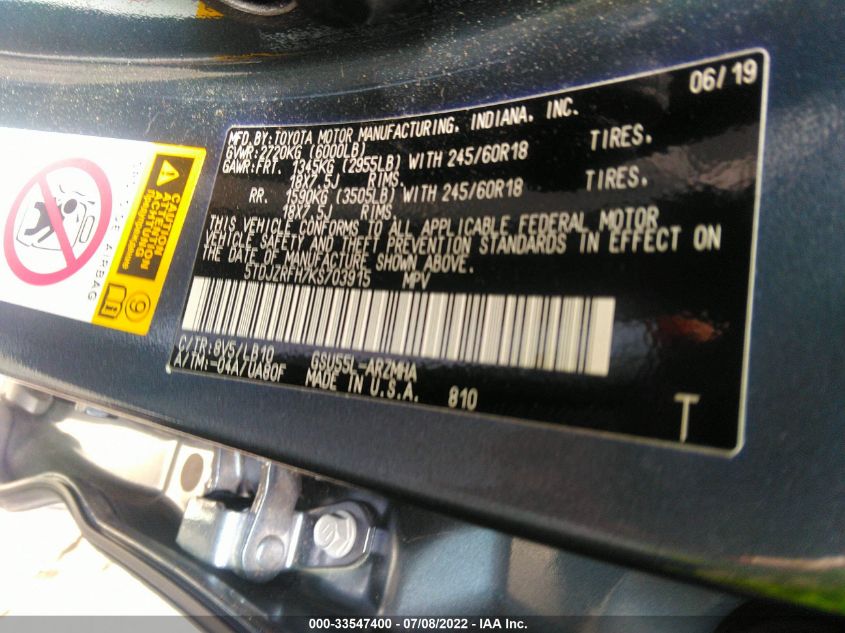 06/19
MFD.BY:TOYOTA MOTOR MANUFACTURING, INDIANA, INC.
GVWR:2720KG (6000LB)
GAWR:FRT. 1345KG (2955LB) WITH 245/60R18 TIRES.
18X7.5J RIMS.
RR. 1590KG (3505LB) WITH 245/60R18 TIRES.
18X7.5J RIMS.
THIS VEHICLE CONFORMS TO ALL APPLICABLE FEDERAL MOTOR
VEHICLE SAFETY AND THEFT PREVENTION STANDARDS IN EFFECT ON
THE DATE OF MANUFACTURE SHOWN ABOVE.
5TDJZRFH7KS703915 MPV
C/TR:8V5/LB10 GSU55L-ARZMHA
A/TM:-04A/UA80F MADE IN U.S.A. 810
T
CAUTION
ATTENTION
ACHTUNG
AIRBAG
000-33547400 - 07/08/2022 - IAA Inc.